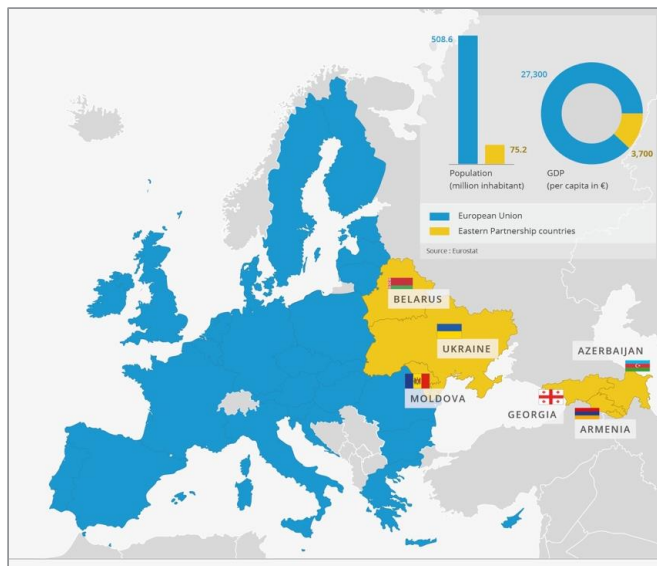 508.6
75.2
Population
(million inhabitant)
27,300
3,700
GDP
(per capita in €)
European Union
Eastern Partnership countries
Source : Eurostat
BELARUS
UKRAINE
MOLDOVA
AZERBAIJAN
GEORGIA
ARMENIA